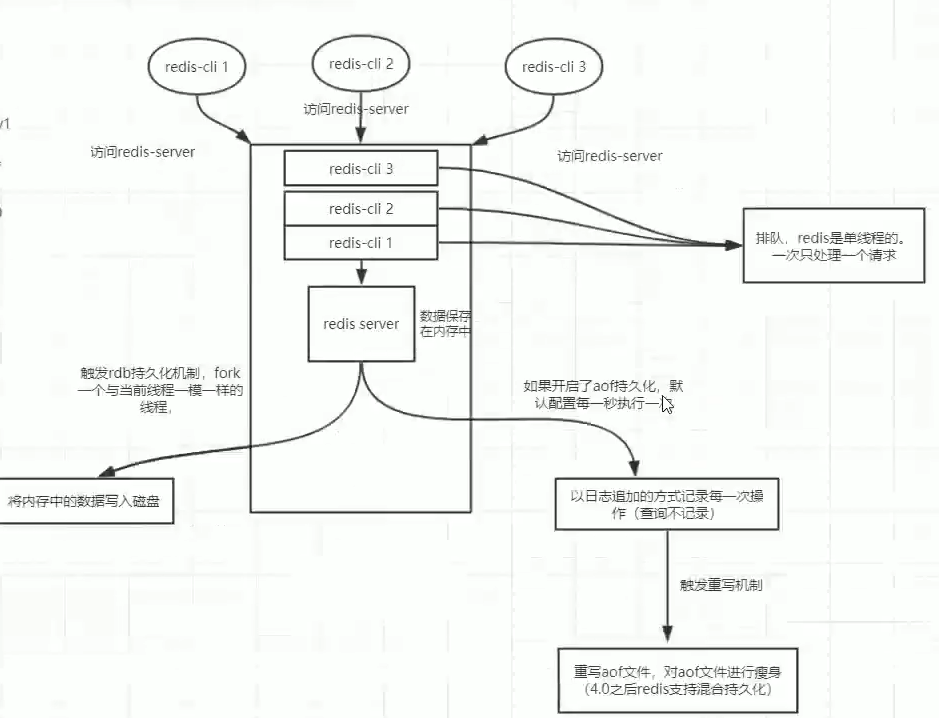 redis-cli 1
redis-cli 2
redis-cli 3
访问redis-server
v1
访问redis-server
访问redis-server
redis-cli 3
redis-cli 2
redis-cli 1
排队，redis是单线程的。
一次只处理一个请求
redis server
数据保存
在内存中
触发rdb持久化机制，fork
一个与当前线程一模一样的
线程，
如果开启了aof持久化，默
认配置每一秒执行一
将内存中的数据写入磁盘
以日志追加的方式记录每一次操
作（查询不记录）
触发重写机制
重写aof文件，对aof文件进行瘦身
（4.0之后redis支持混合持久化）